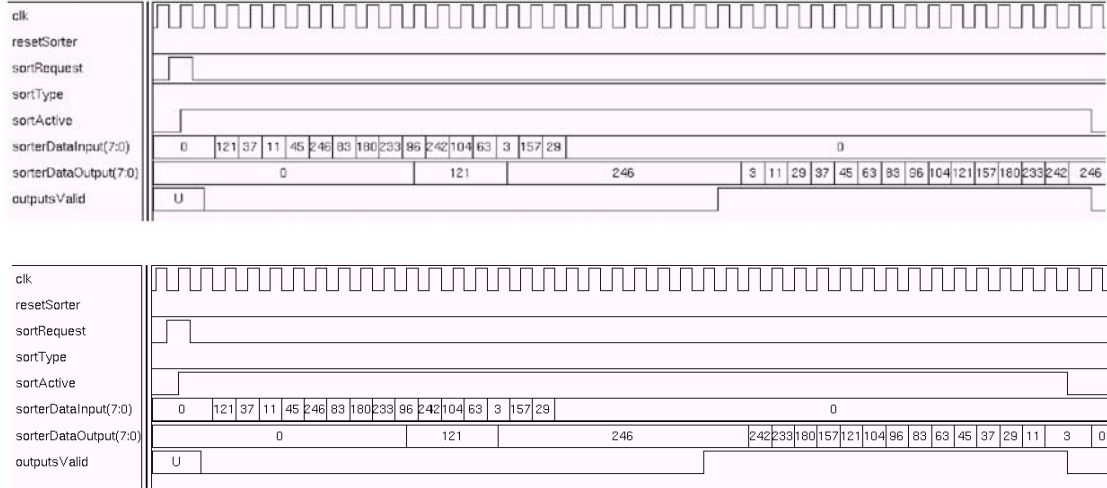 clk
resetSorter
sortRequest
sortType
sortActive
sorterDataInput(7:0) 0 121 37 11 45 246 83 180 233 96 242 104 63 3 157 29 0
sorterDataOutput(7:0) 0 121 246 3 11 29 37 45 63 83 96 104 121 157 180 233 242 246
outputsValid U
clk
resetSorter
sortRequest
sortType
sortActive
sorterDataInput(7:0) 0 121 37 11 45 246 83 180 233 96 242 104 63 3 157 29 0
sorterDataOutput(7:0) 0 121 246 242 233 180 157 121 104 96 83 63 45 37 29 11 3 0
outputsValid U